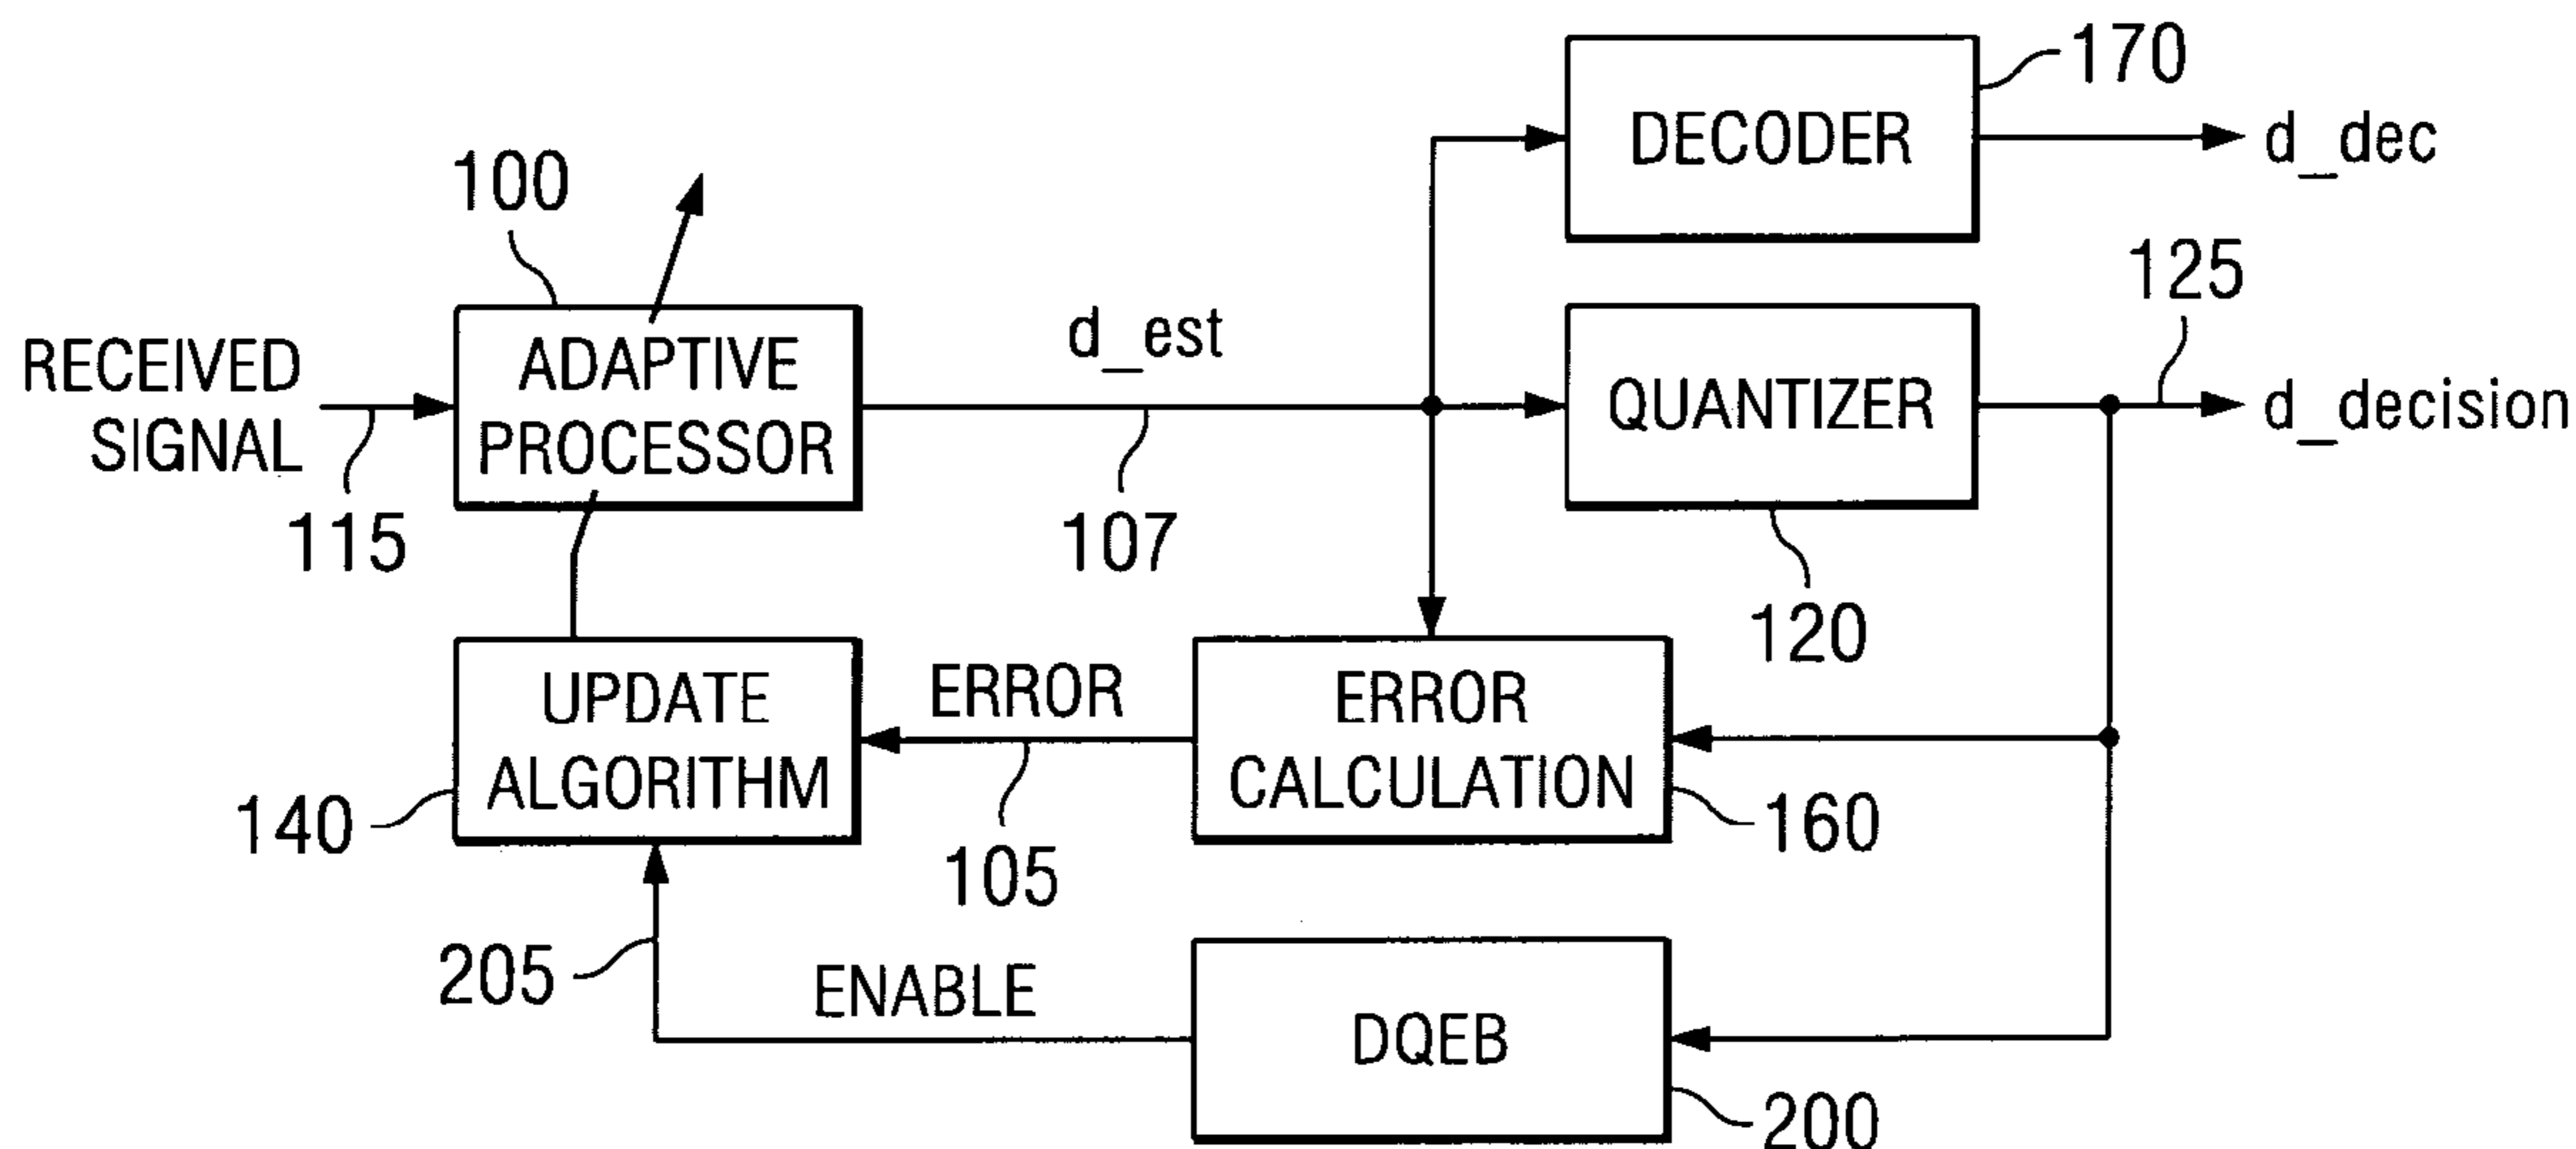 170
DECODER
d_dec
100
125
d_est
RECEIVED
SIGNAL
ADAPTIVE
PROCESSOR
QUANTIZER
d_decision
115
107
120
UPDATE
ALGORITHM
ERROR
ERROR
CALCULATION
140
160
105
205
ENABLE
DQEB
200